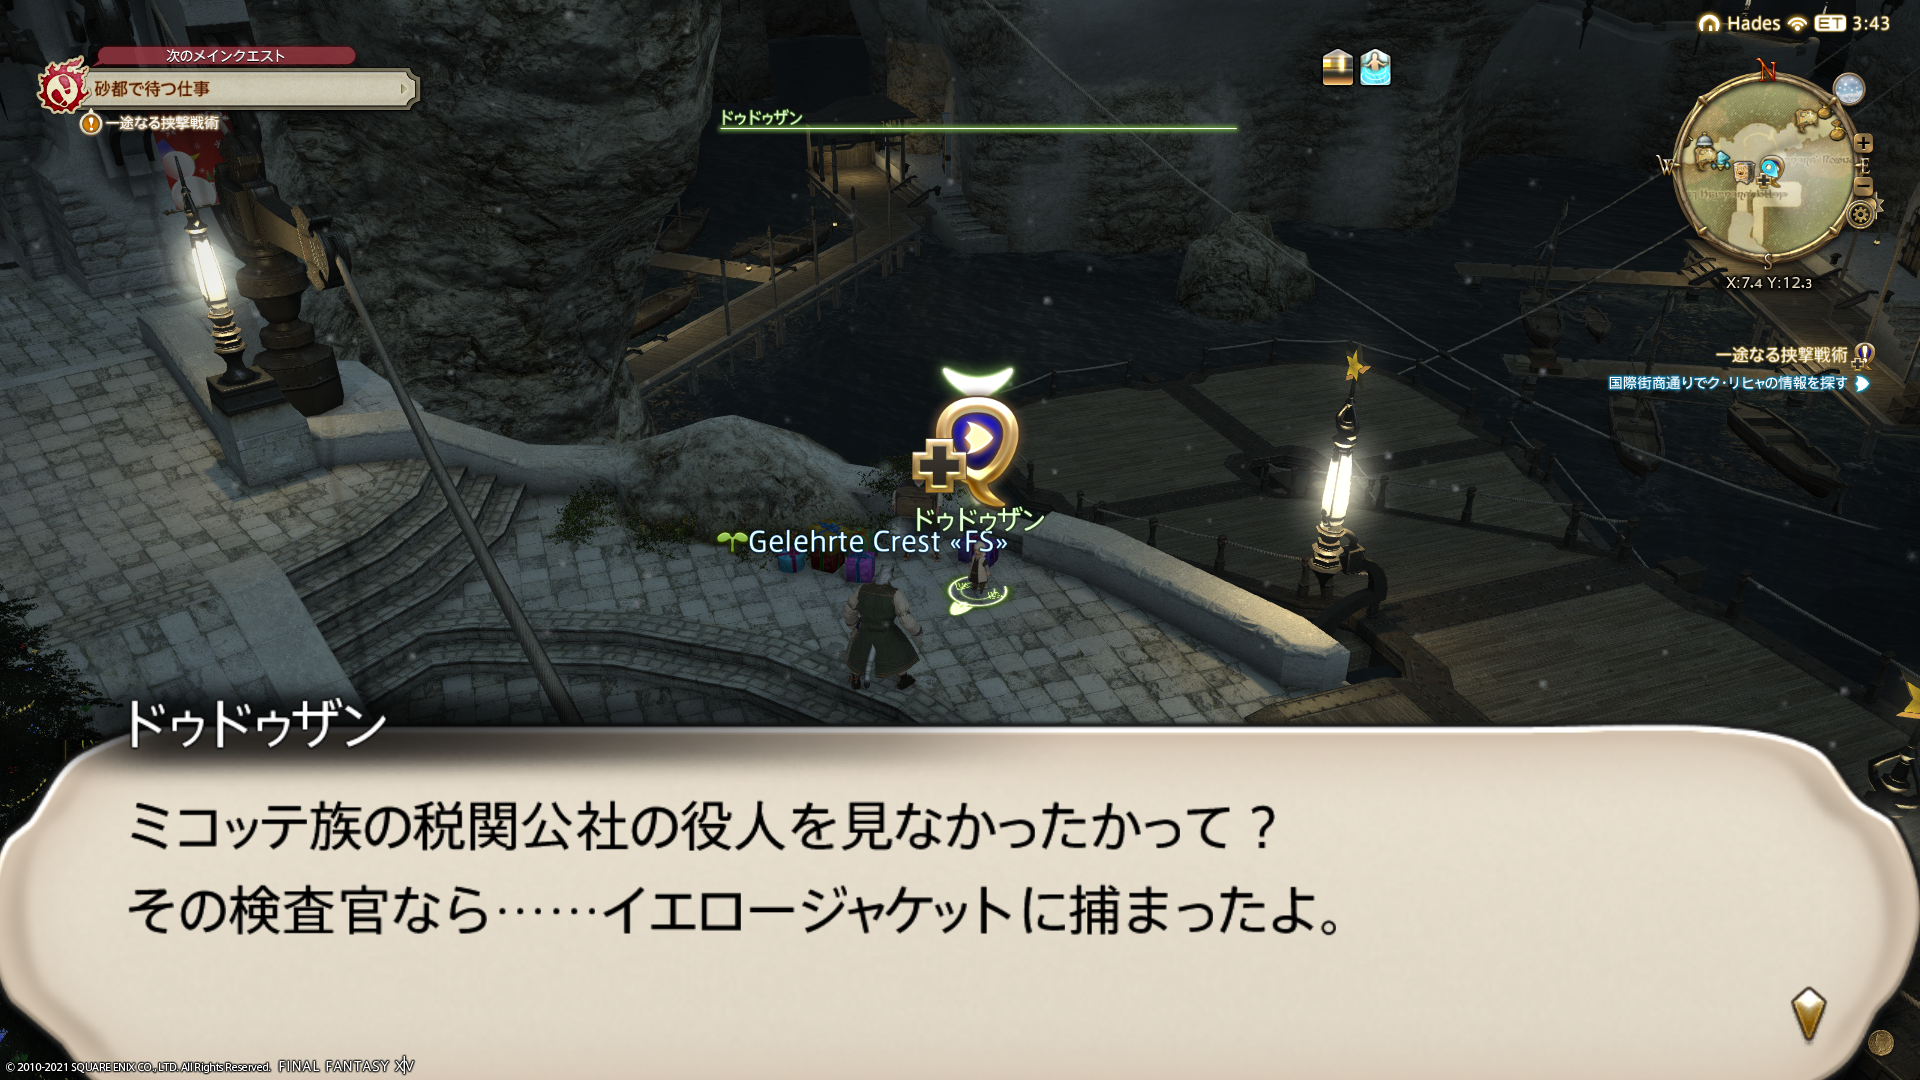 Hades ET 3:43
次のメインクエスト
砂都で待つ仕事
一途なる挟撃戦術
ドゥドゥザン
N
W
E
S
X:7.4 Y:12.3
一途なる挟撃戦術
国際街商通りでク・リヒャの情報を探す
ドゥドゥザン
Gelehrte Crest «FS»
ドゥドゥザン
ミコッテ族の税関公社の役人を見なかったかって？
その検査官なら……イエロージャケットに捕まったよ。
© 2010-2021 SQUARE ENIX CO., LTD. All Rights Reserved. FINAL FANTASY XIV